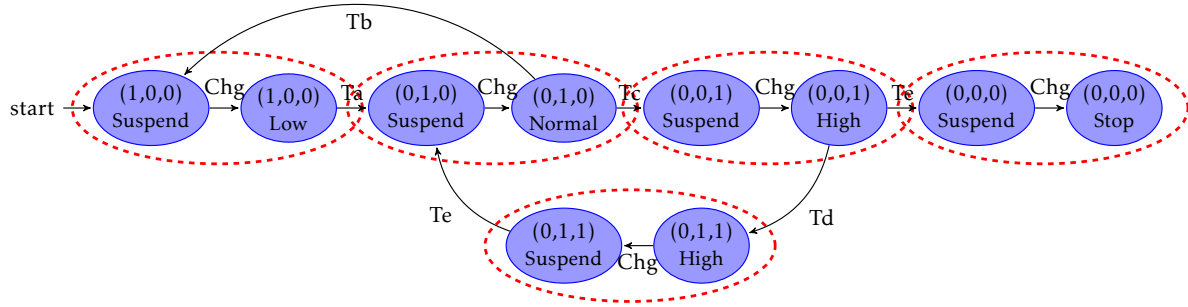 Tb
Chg
Chg
Chg
Chg
(1,0,0)
Suspend
(1,0,0)
Low
(0,1,0)
Suspend
(0,1,0)
Normal
(0,0,1)
Suspend
(0,0,1)
High
(0,0,0)
Suspend
(0,0,0)
Stop
start
Ta
Tc
Te
Te
Td
(0,1,1)
Suspend
Chg
(0,1,1)
High